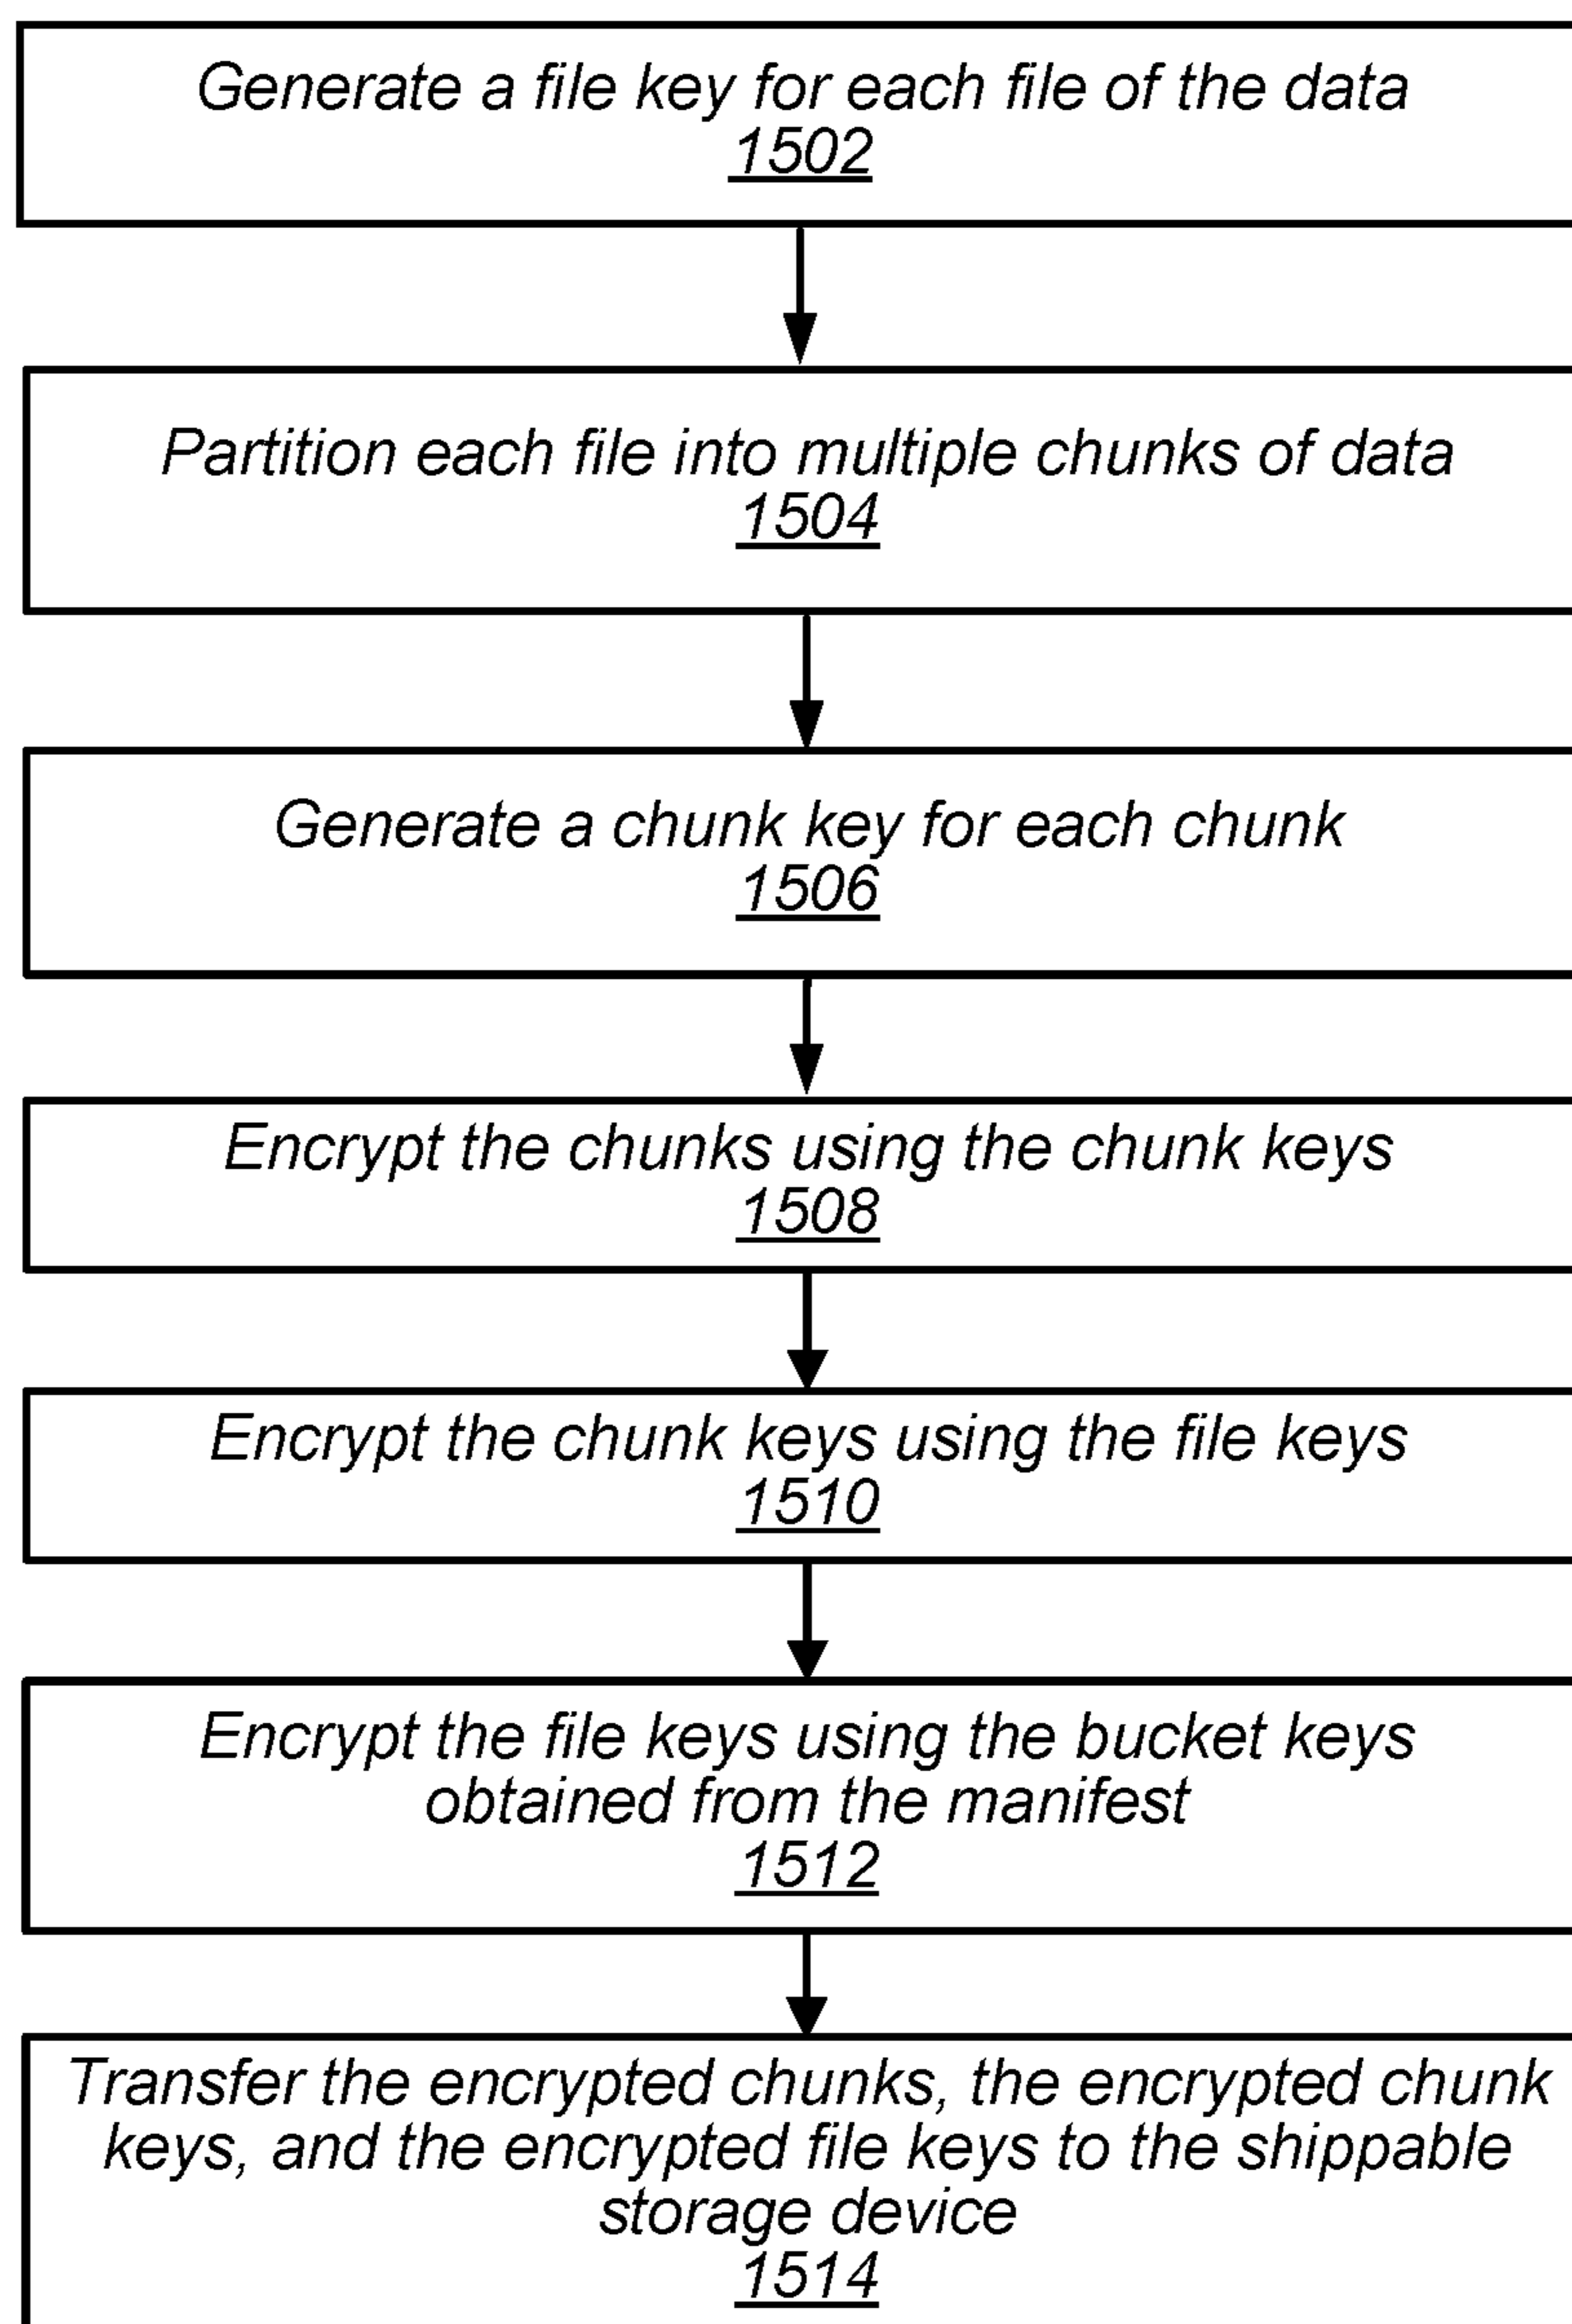 Generate a file key for each file of the data
1502
Partition each file into multiple chunks of data
1504
Generate a chunk key for each chunk
1506
Encrypt the chunks using the chunk keys
1508
Encrypt the chunk keys using the file keys
1510
Encrypt the file keys using the bucket keys
obtained from the manifest
1512
Transfer the encrypted chunks, the encrypted chunk
keys, and the encrypted file keys to the shippable
storage device
1514